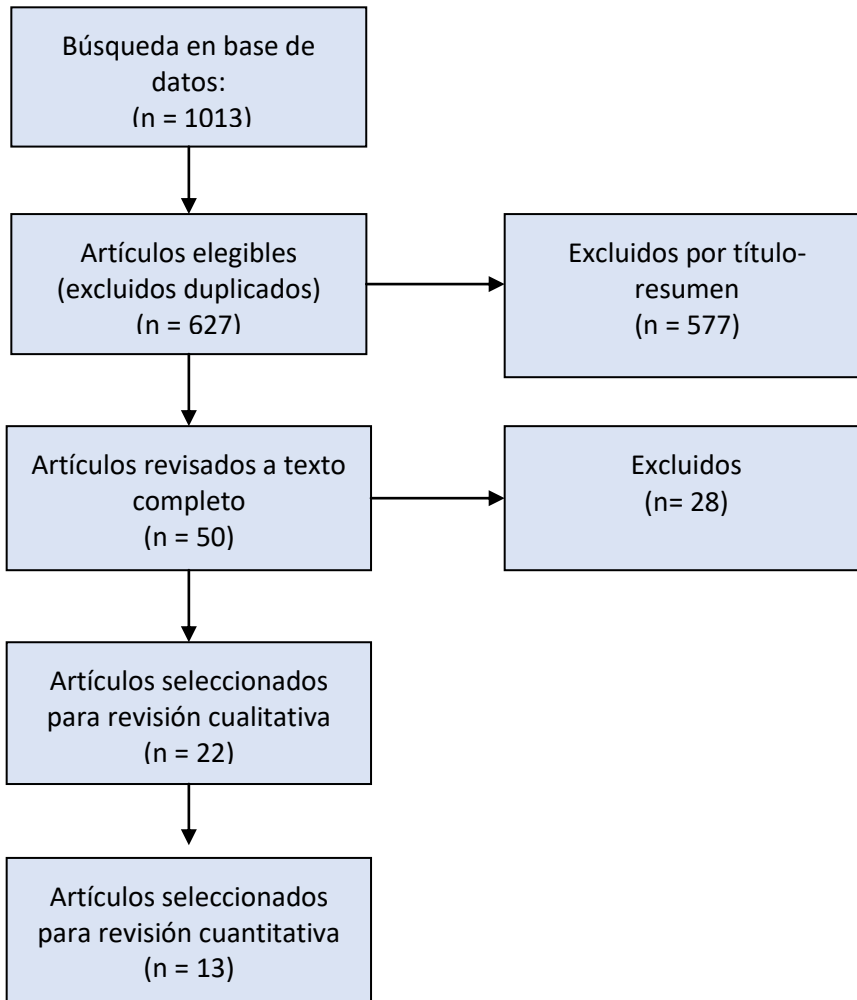 Búsqueda en base de
datos:
(n = 1013)
Artículos elegibles
(excluidos duplicados)
(n = 627)
Excluidos por título-
resumen
(n = 577)
Artículos revisados a texto
completo
(n = 50)
Excluidos
(n= 28)
Artículos seleccionados
para revisión cualitativa
(n = 22)
Artículos seleccionados
para revisión cuantitativa
(n = 13)